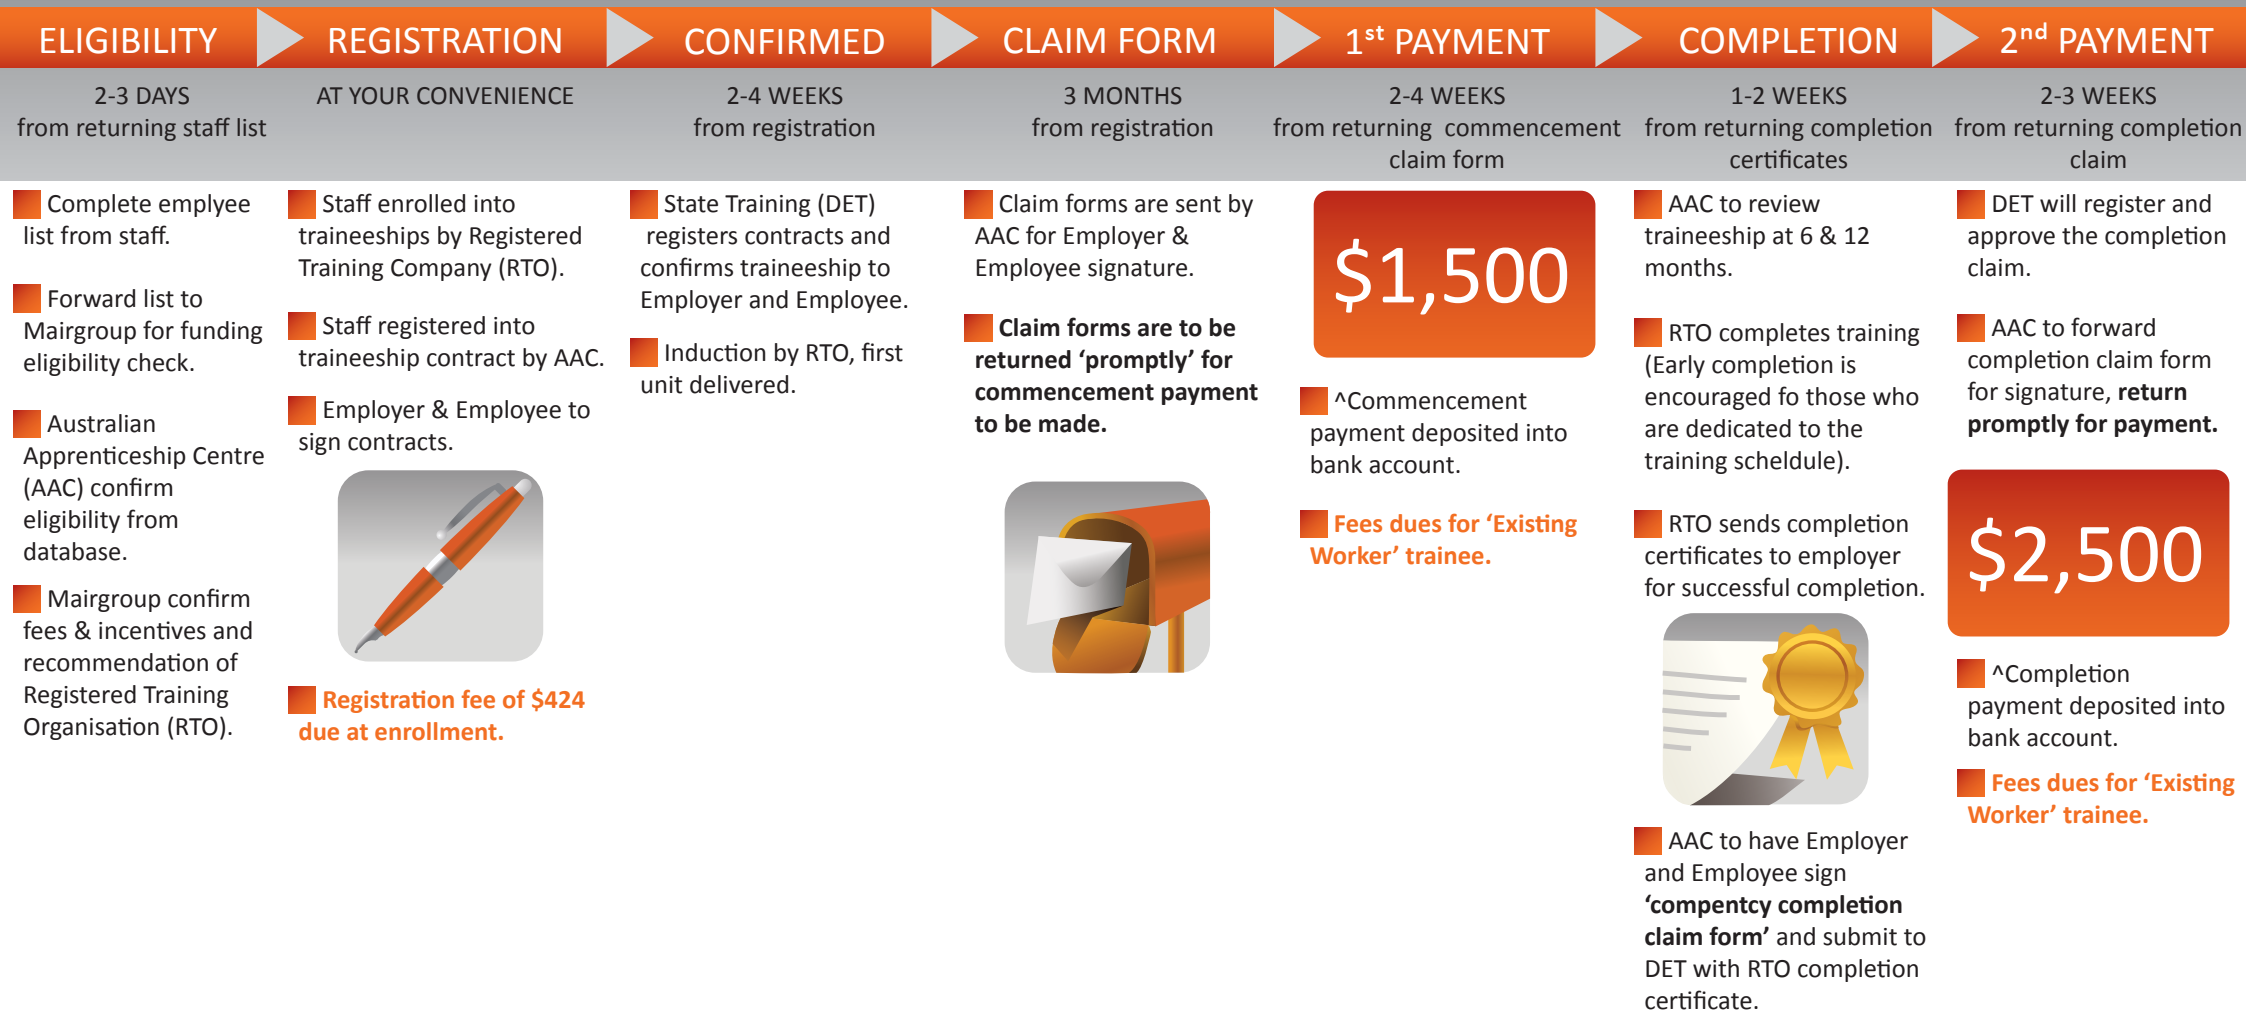 ELIGIBILITY
REGISTRATION
CONFIRMED
CLAIM FORM
1st PAYMENT
COMPLETION
2nd PAYMENT
2-3 DAYS
from returning staff list
AT YOUR CONVENIENCE
2-4 WEEKS
from registration
3 MONTHS
from registration
2-4 WEEKS
from returning commencement
claim form
1-2 WEEKS
from returning completion
certificates
2-3 WEEKS
from returning completion
claim
Complete emplyee
list from staff.
Forward list to
Mairgroup for funding
eligibility check.
Australian
Apprenticeship Centre
(AAC) confirm
eligibility from
database.
Mairgroup confirm
fees & incentives and
recommendation of
Registered Training
Organisation (RTO).
Staff enrolled into
traineeships by Registered
Training Company (RTO).
Staff registered into
traineeship contract by AAC.
Employer & Employee to
sign contracts.
Registration fee of $424
due at enrollment.
State Training (DET)
registers contracts and
confirms traineeship to
Employer and Employee.
Induction by RTO, first
unit delivered.
Claim forms are sent by
AAC for Employer &
Employee signature.
Claim forms are to be
returned ‘promptly’ for
commencement payment
to be made.
$1,500
^Commencement
payment deposited into
bank account.
Fees dues for ‘Existing
Worker’ trainee.
AAC to review
traineeship at 6 & 12
months.
RTO completes training
(Early completion is
encouraged fo those who
are dedicated to the
training scheldule).
RTO sends completion
certificates to employer
for successful completion.
AAC to have Employer
and Employee sign
‘compentcy completion
claim form’ and submit to
DET with RTO completion
certificate.
DET will register and
approve the completion
claim.
AAC to forward
completion claim form
for signature, return
promptly for payment.
$2,500
^Completion
payment deposited into
bank account.
Fees dues for ‘Existing
Worker’ trainee.